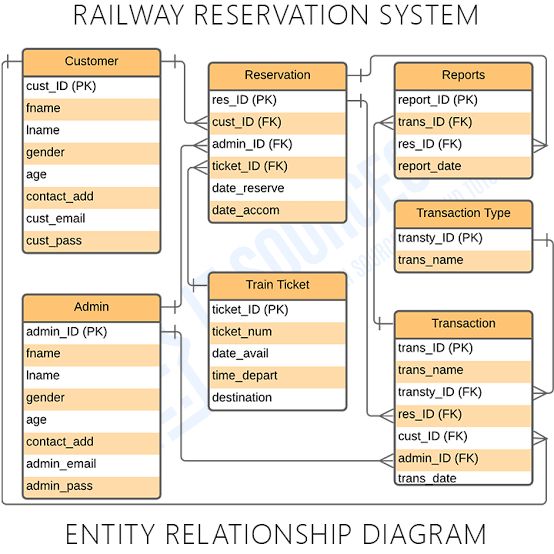 RAILWAY RESERVATION SYSTEM
Customer
cust_ID (PK)
fname
lname
gender
age
contact_add
cust_email
cust_pass
Reservation
res_ID (PK)
cust_ID (FK)
admin_ID (FK)
ticket_ID (FK)
date_reserve
date_accom
Reports
report_ID (PK)
trans_ID (FK)
res_ID (FK)
report_date
Transaction Type
transty_ID (PK)
trans_name
Admin
admin_ID (PK)
fname
lname
gender
age
contact_add
admin_email
admin_pass
Train Ticket
ticket_ID (PK)
ticket_num
date_avail
time_depart
destination
Transaction
trans_ID (PK)
trans_name
transty_ID (FK)
res_ID (FK)
cust_ID (FK)
admin_ID (FK)
trans_date
ENTITY RELATIONSHIP DIAGRAM